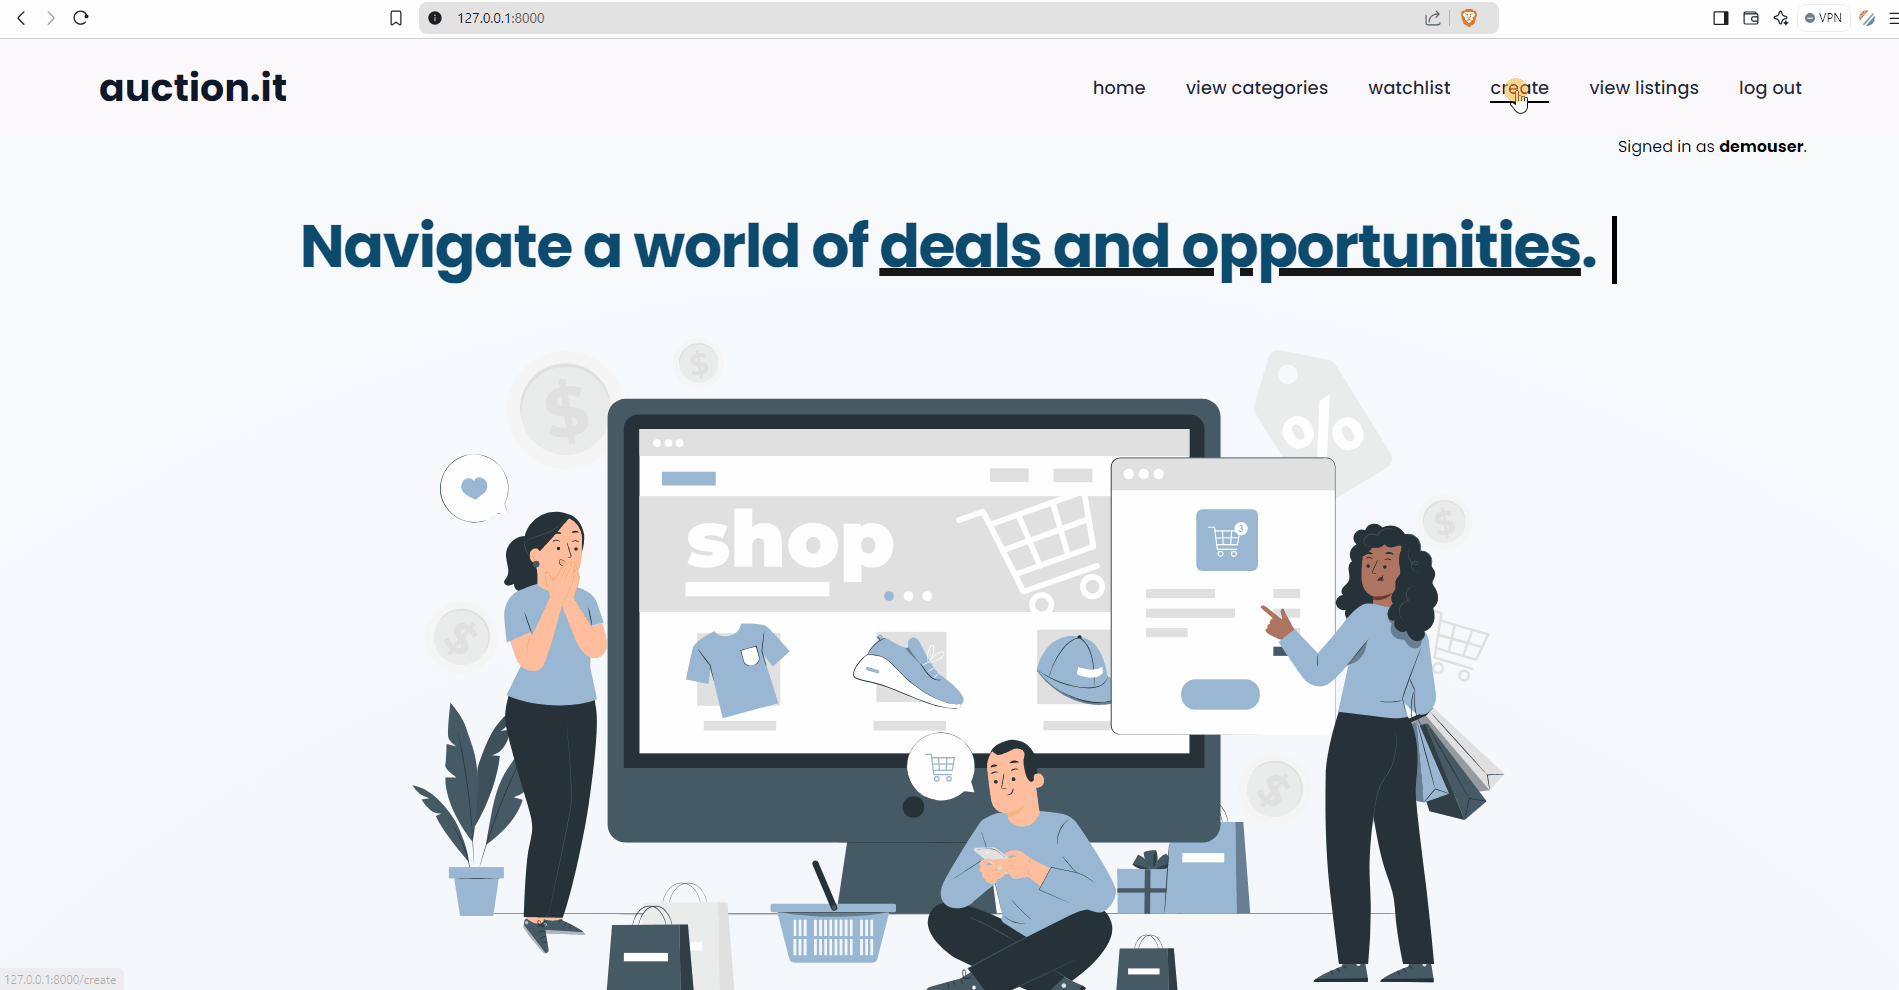 127.0.0.1:8000
VPN
auction.it
home view categories watchlist create view listings log out
Signed in as demouser.
Navigate a world of deals and opportunities.
$
$
%
shop
3
$
$
$
127.0.0.1:8000/create